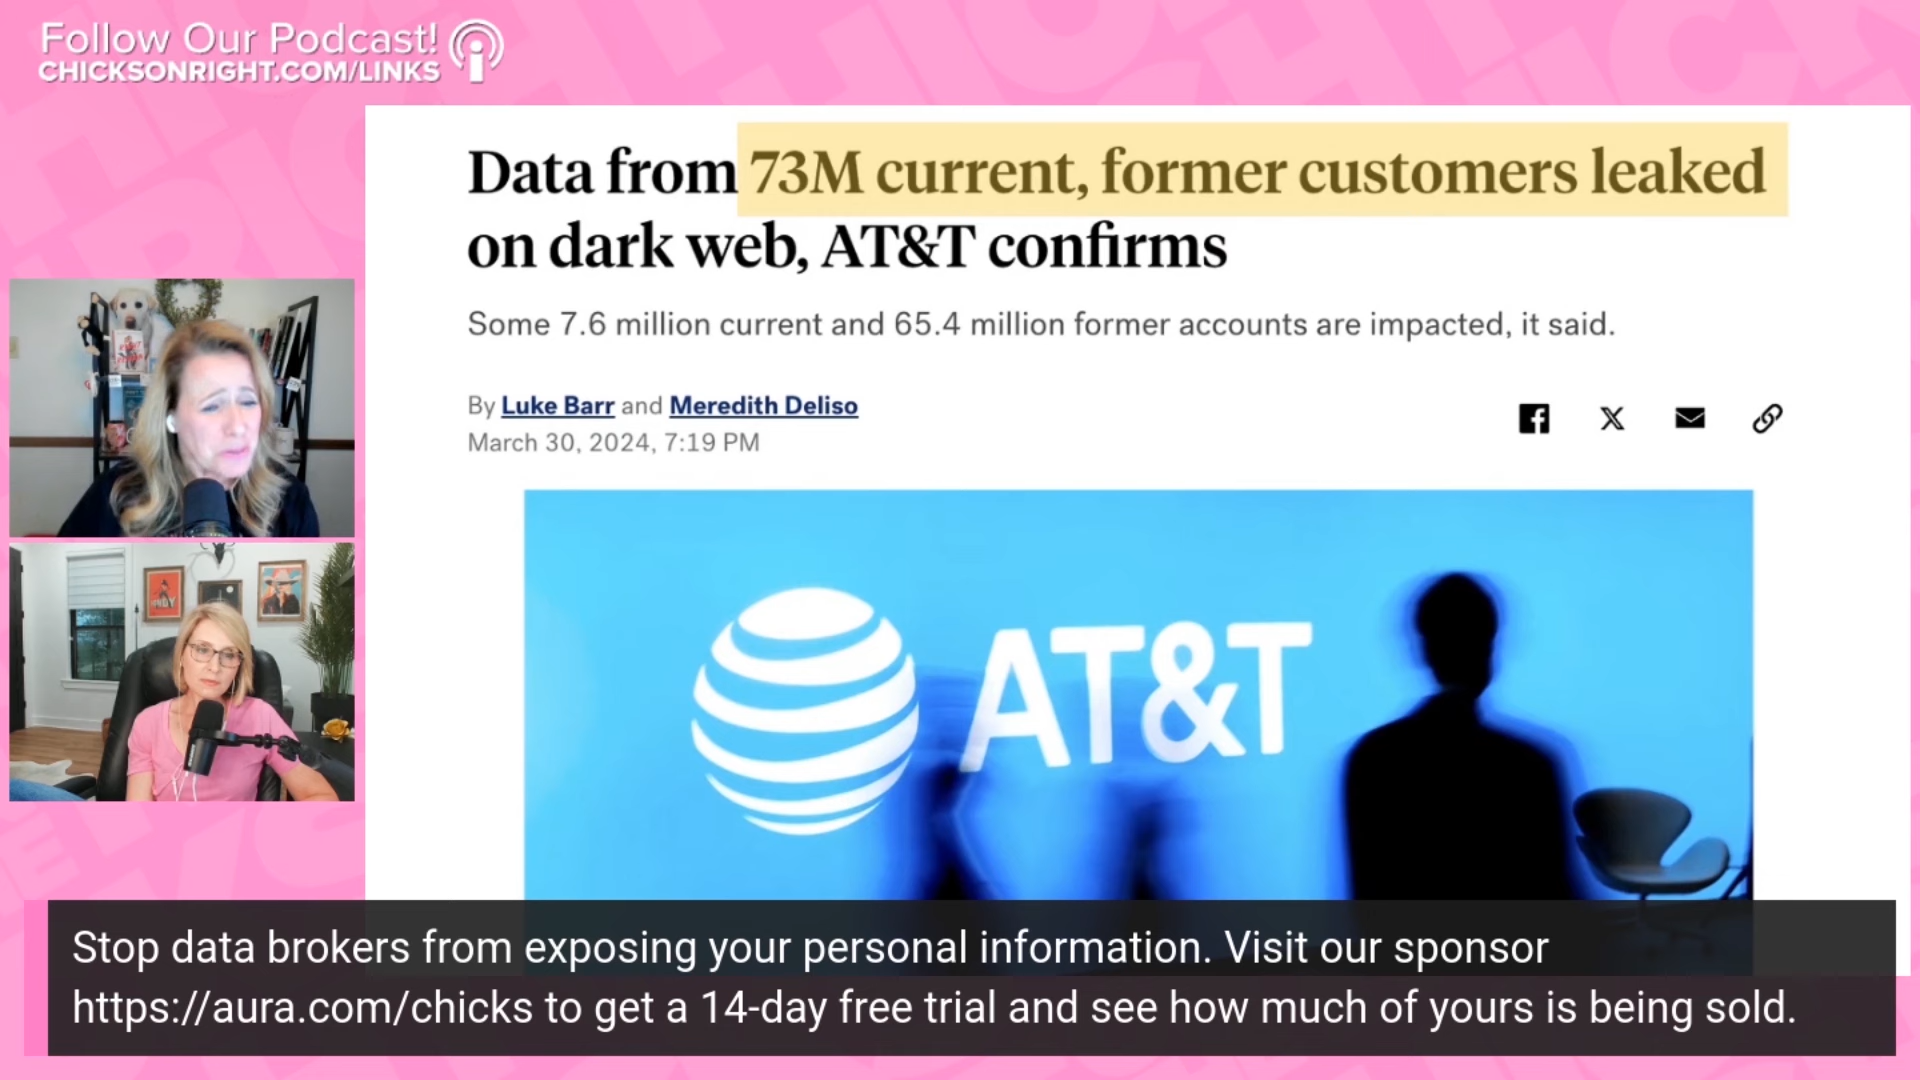 Follow Our Podcast!
CHICKSONRIGHT.COM/LINKS
Data from 73M current, former customers leaked
on dark web, AT&T confirms
Some 7.6 million current and 65.4 million former accounts are impacted, it said.
By Luke Barr and Meredith Deliso
March 30, 2024, 7:19 PM
AT&T
Stop data brokers from exposing your personal information. Visit our sponsor
https://aura.com/chicks to get a 14-day free trial and see how much of yours is being sold.